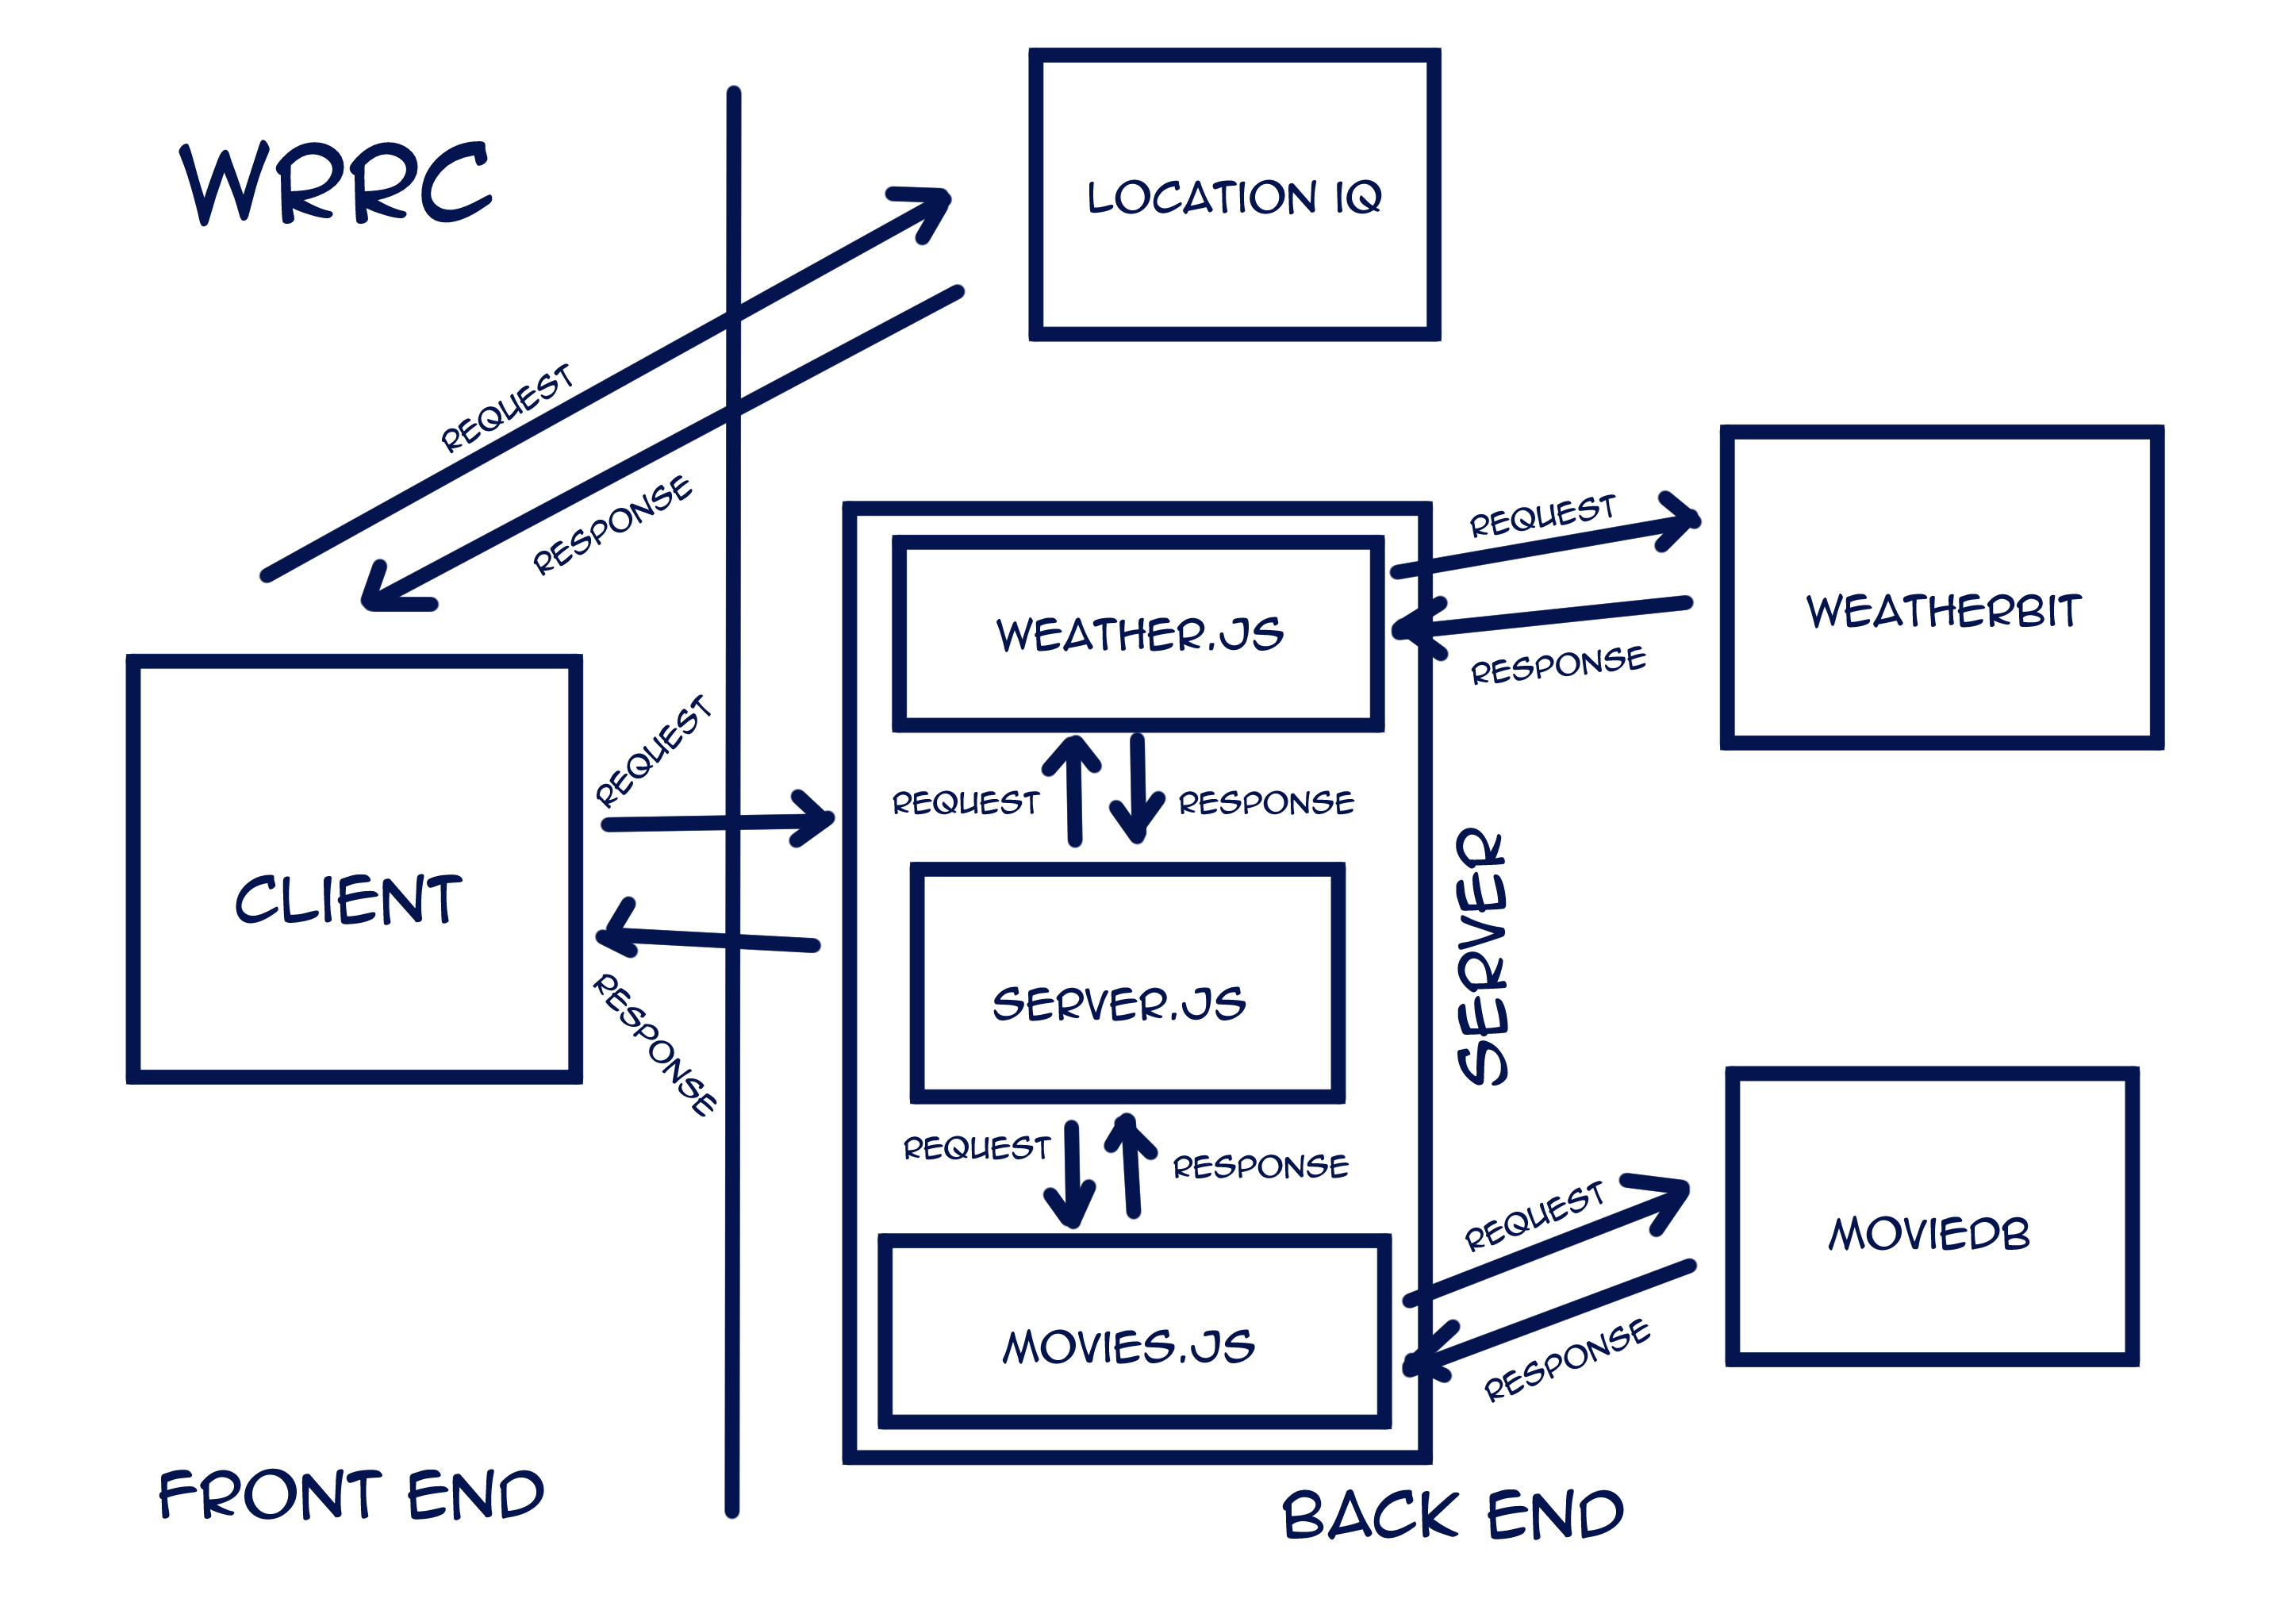 WRRC
LOCATION IQ
REQUEST
RESPONSE
REQUEST
WEATHERBIT
RESPONSE
WEATHER.JS
REQUEST
REQUEST
RESPONSE
CLIENT
SERVER
SERVER.JS
RESPONSE
REQUEST
RESPONSE
REQUEST
MOVIEDB
MOVIES.JS
RESPONSE
FRONT END
BACK END